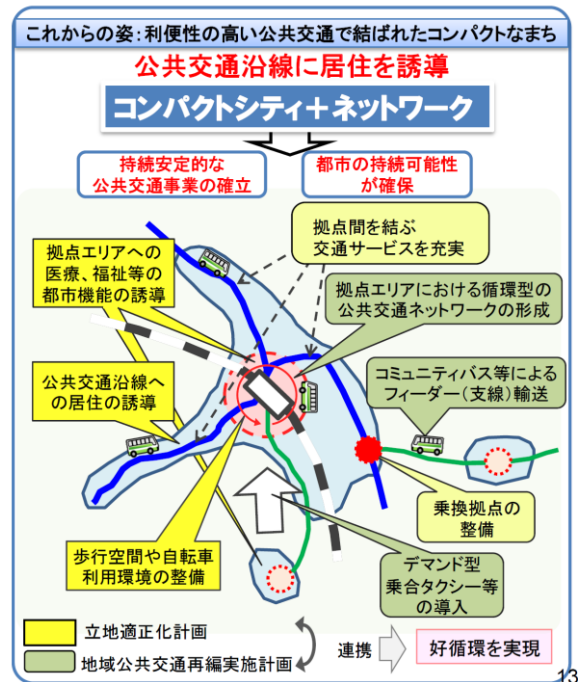 これからの姿：利便性の高い公共交通で結ばれたコンパクトなまち
公共交通沿線に居住を誘導
コンパクトシティ＋ネットワーク
持続安定的な
公共交通事業の確立
都市の持続可能性
が確保
拠点間を結ぶ
交通サービスを充実
拠点エリアへの
医療、福祉等の
都市機能の誘導
拠点エリアにおける循環型の
公共交通ネットワークの形成
公共交通沿線へ
の居住の誘導
コミュニティバス等による
フィーダー（支線）輸送
乗換拠点の
整備
歩行空間や自転車
利用環境の整備
デマンド型
乗合タクシー等
の導入
立地適正化計画
地域公共交通再編実施計画
連携
好循環を実現
13